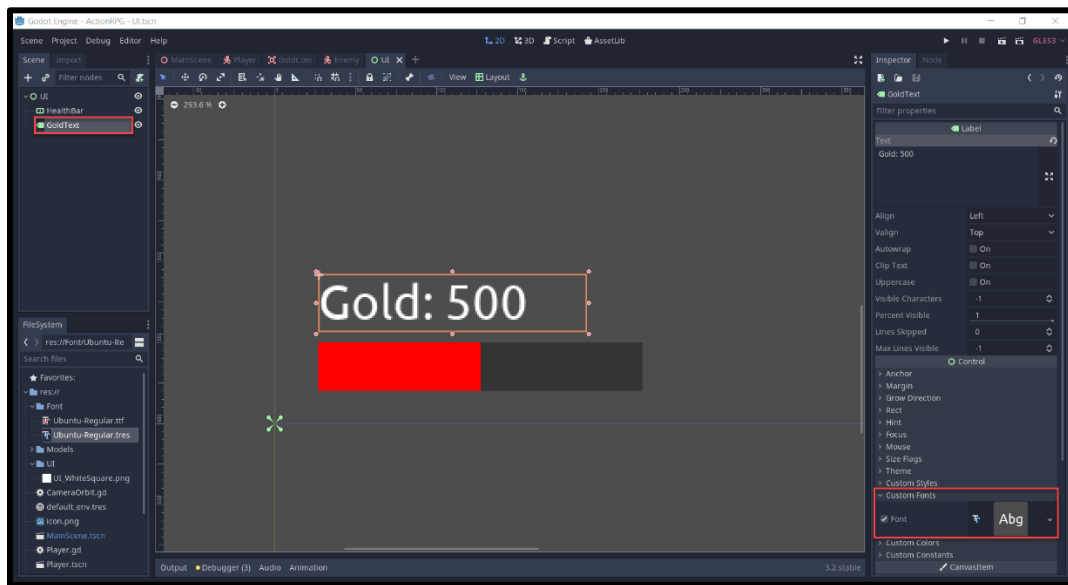 Godot Engine - ActionRPG - UI.tscn
Scene Project Debug Editor Help
2D 3D Script AssetLib
GLES3
Scene Import
Filter nodes
UI
HealthBar
GoldText
MainScene Player GoldCoin Enemy UI
View Layout
293.6 %
Gold: 500
FileSystem
res://Font/Ubuntu-Re
Search files
Favorites:
res://
Font
Ubuntu-Regular.ttf
Ubuntu-Regular.tres
Models
UI
UI_WhiteSquare.png
CameraOrbit.gd
default_env.tres
icon.png
MainScene.tscn
Player.gd
Player.tscn
Output Debugger (3) Audio Animation
3.2.stable
Inspector Node
GoldText
Filter properties
Label
Text
Gold: 500
Align Left
Valign Top
Autowrap On
Clip Text On
Uppercase On
Visible Characters -1
Percent Visible 1
Lines Skipped 0
Max Lines Visible -1
Control
Anchor
Margin
Grow Direction
Rect
Hint
Focus
Mouse
Size Flags
Theme
Custom Styles
Custom Fonts
Font Abg
Custom Colors
Custom Constants
CanvasItem